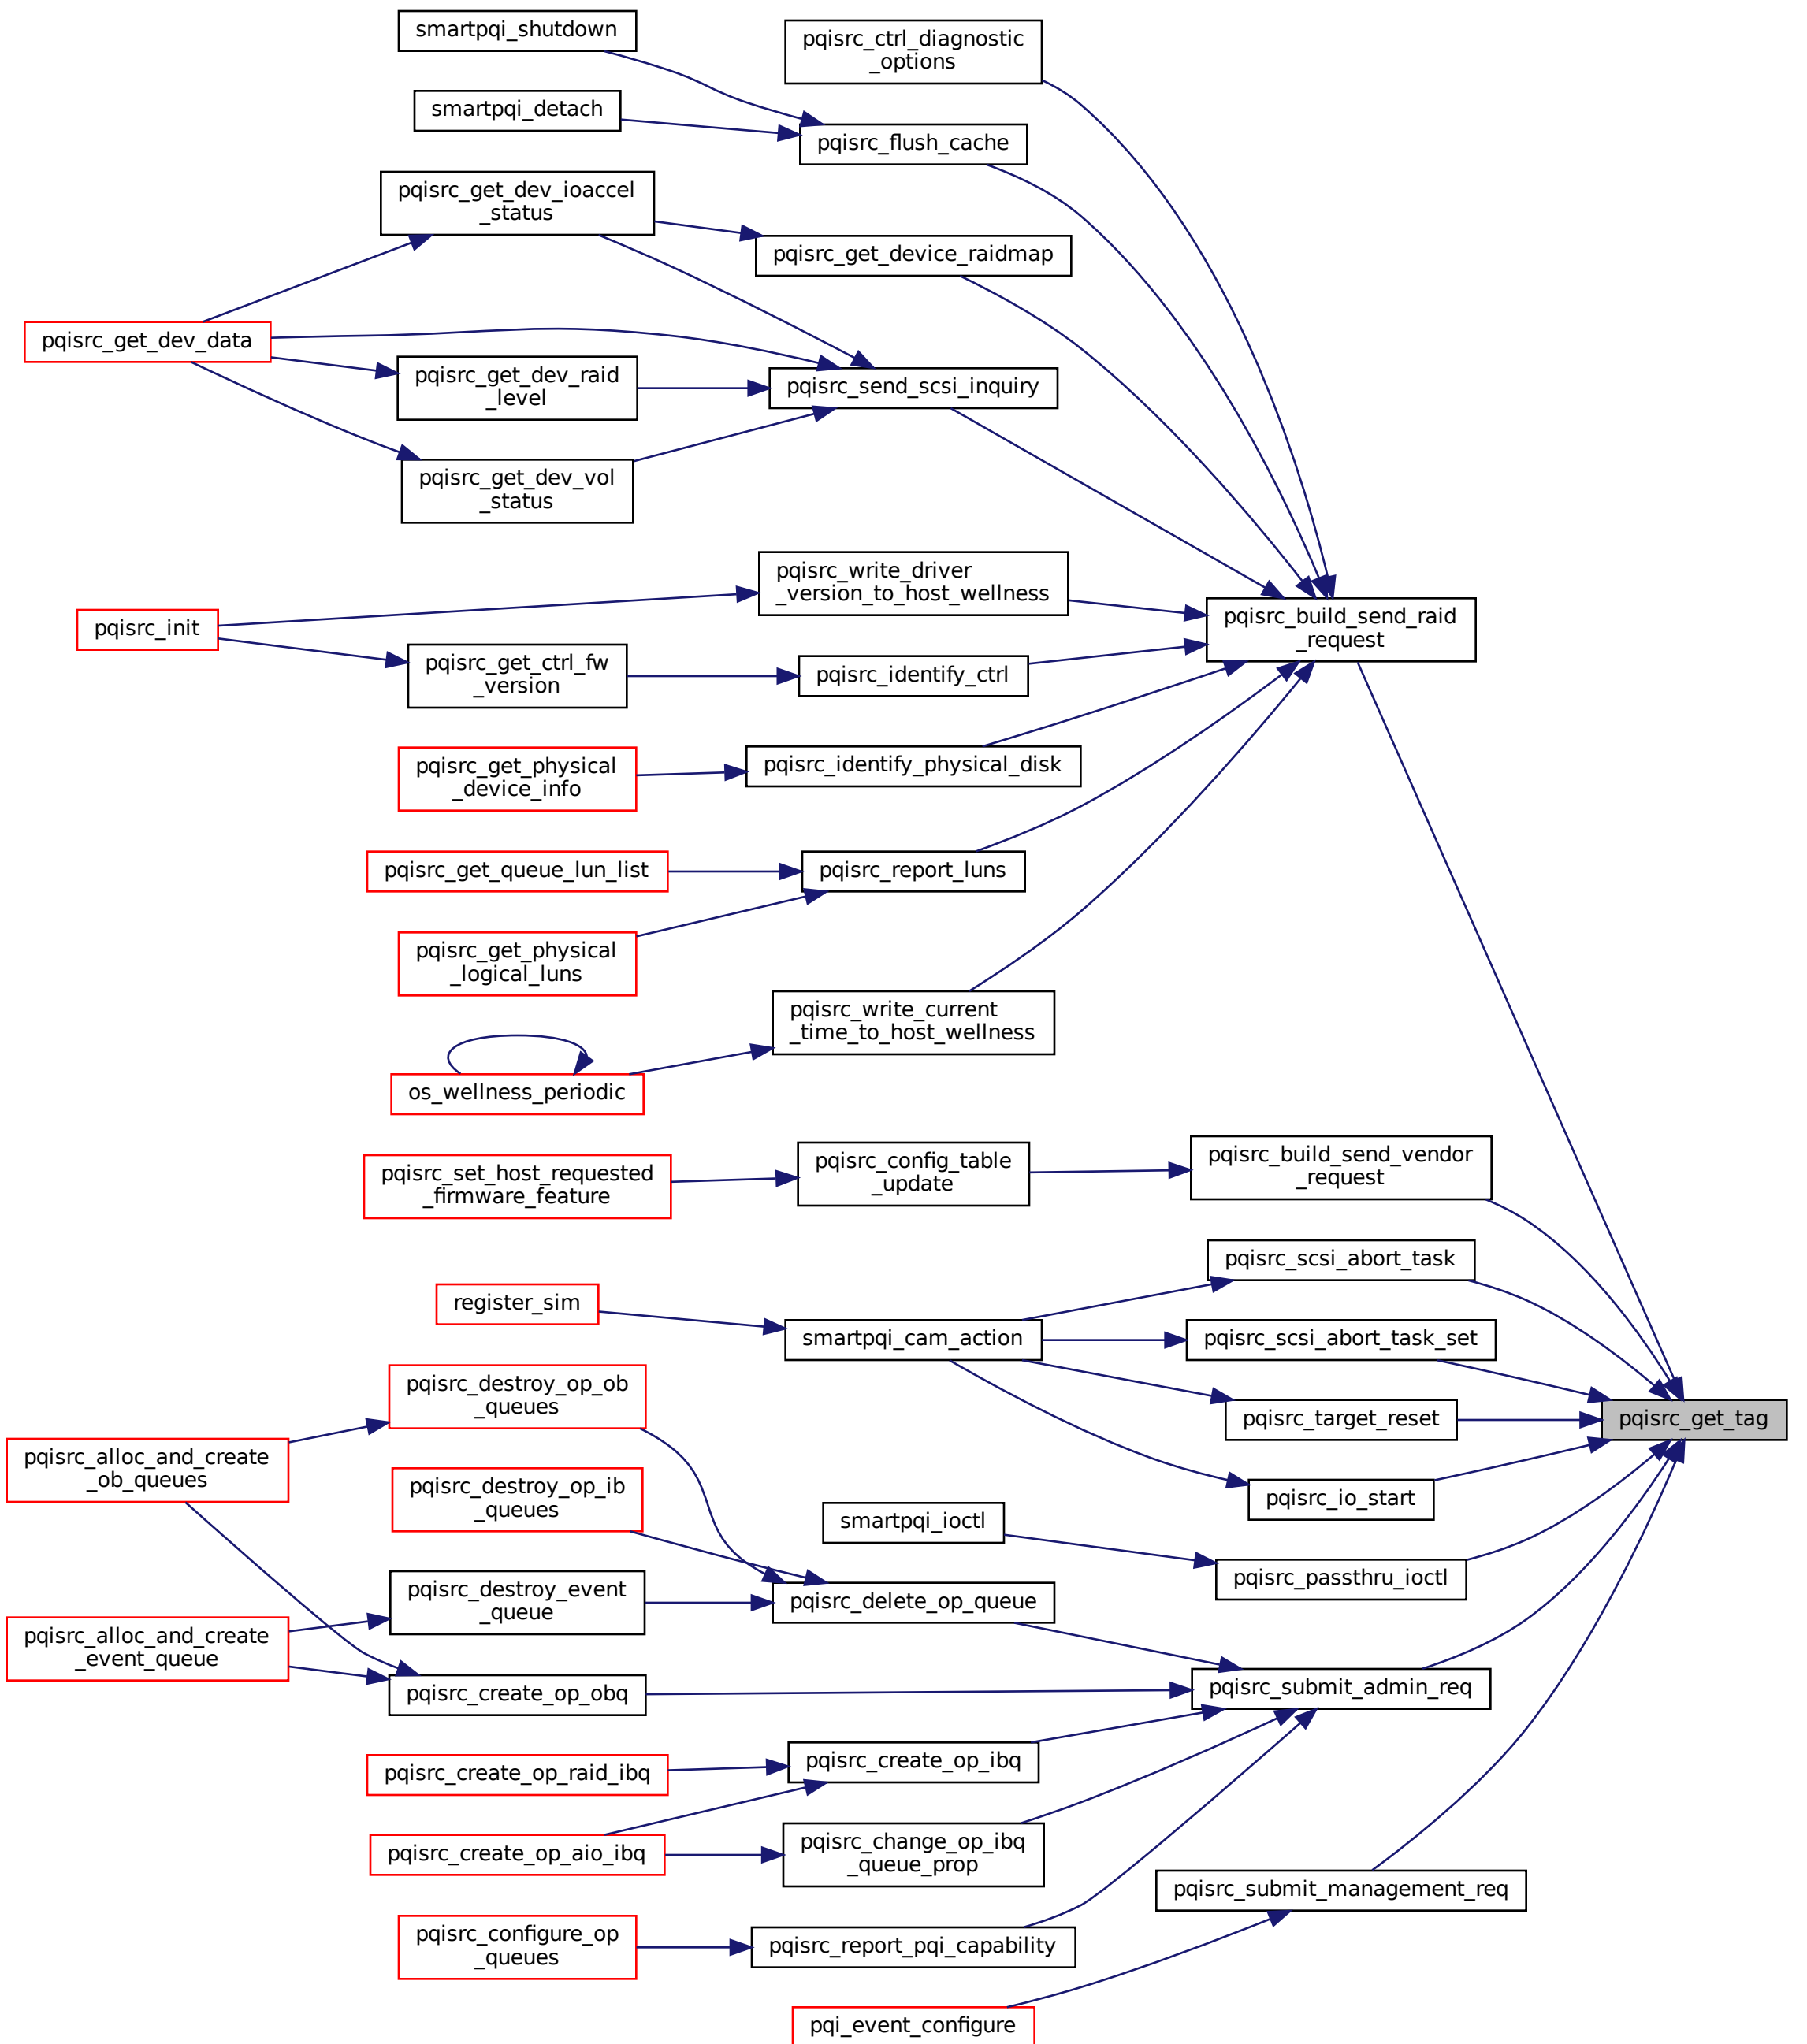 smartpqi_shutdown
pqisrc_ctrl_diagnostic
_options
smartpqi_detach
pqisrc_flush_cache
pqisrc_get_dev_ioaccel
_status
pqisrc_get_device_raidmap
pqisrc_get_dev_data
pqisrc_get_dev_raid
_level
pqisrc_send_scsi_inquiry
pqisrc_get_dev_vol
_status
pqisrc_write_driver
_version_to_host_wellness
pqisrc_init
pqisrc_build_send_raid
_request
pqisrc_get_ctrl_fw
_version
pqisrc_identify_ctrl
pqisrc_get_physical
_device_info
pqisrc_identify_physical_disk
pqisrc_get_queue_lun_list
pqisrc_report_luns
pqisrc_get_physical
_logical_luns
pqisrc_write_current
_time_to_host_wellness
os_wellness_periodic
pqisrc_set_host_requested
_firmware_feature
pqisrc_config_table
_update
pqisrc_build_send_vendor
_request
pqisrc_scsi_abort_task
register_sim
smartpqi_cam_action
pqisrc_scsi_abort_task_set
pqisrc_destroy_op_ob
_queues
pqisrc_target_reset
pqisrc_get_tag
pqisrc_alloc_and_create
_ob_queues
pqisrc_destroy_op_ib
_queues
pqisrc_io_start
smartpqi_ioctl
pqisrc_passthru_ioctl
pqisrc_destroy_event
_queue
pqisrc_delete_op_queue
pqisrc_alloc_and_create
_event_queue
pqisrc_create_op_obq
pqisrc_submit_admin_req
pqisrc_create_op_raid_ibq
pqisrc_create_op_ibq
pqisrc_create_op_aio_ibq
pqisrc_change_op_ibq
_queue_prop
pqisrc_submit_management_req
pqisrc_configure_op
_queues
pqisrc_report_pqi_capability
pqi_event_configure